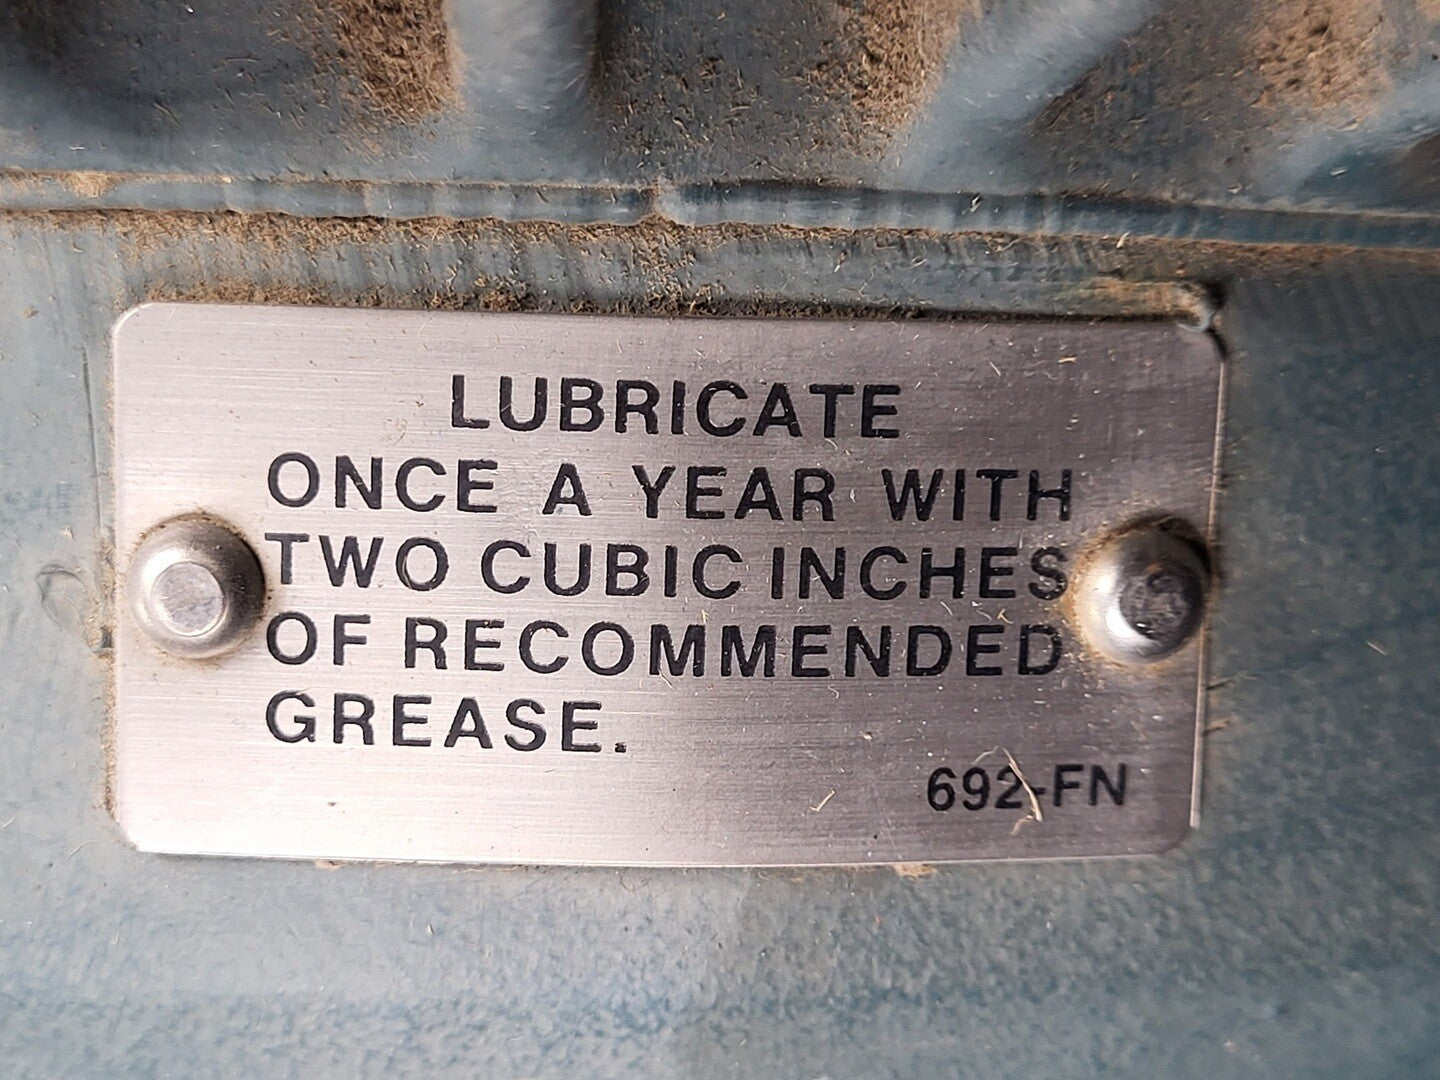 LUBRICATE
ONCE A YEAR WITH
TWO CUBIC INCHES
OF RECOMMENDED
GREASE.
692-FN